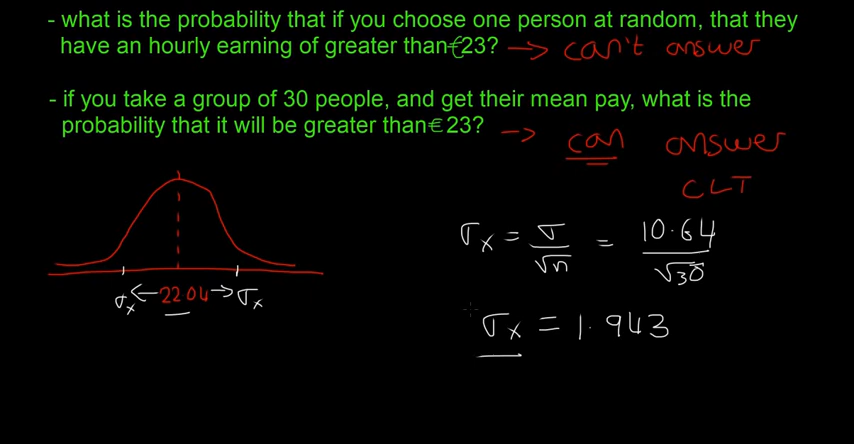 - what is the probability that if you choose one person at random, that they
have an hourly earning of greater than €23? → can't answer
- if you take a group of 30 people, and get their mean pay, what is the
probability that it will be greater than € 23? → can answer
CLT
σx = σ/√n = 10.64/√30
σx ← 22.04 → σx
σx = 1.943